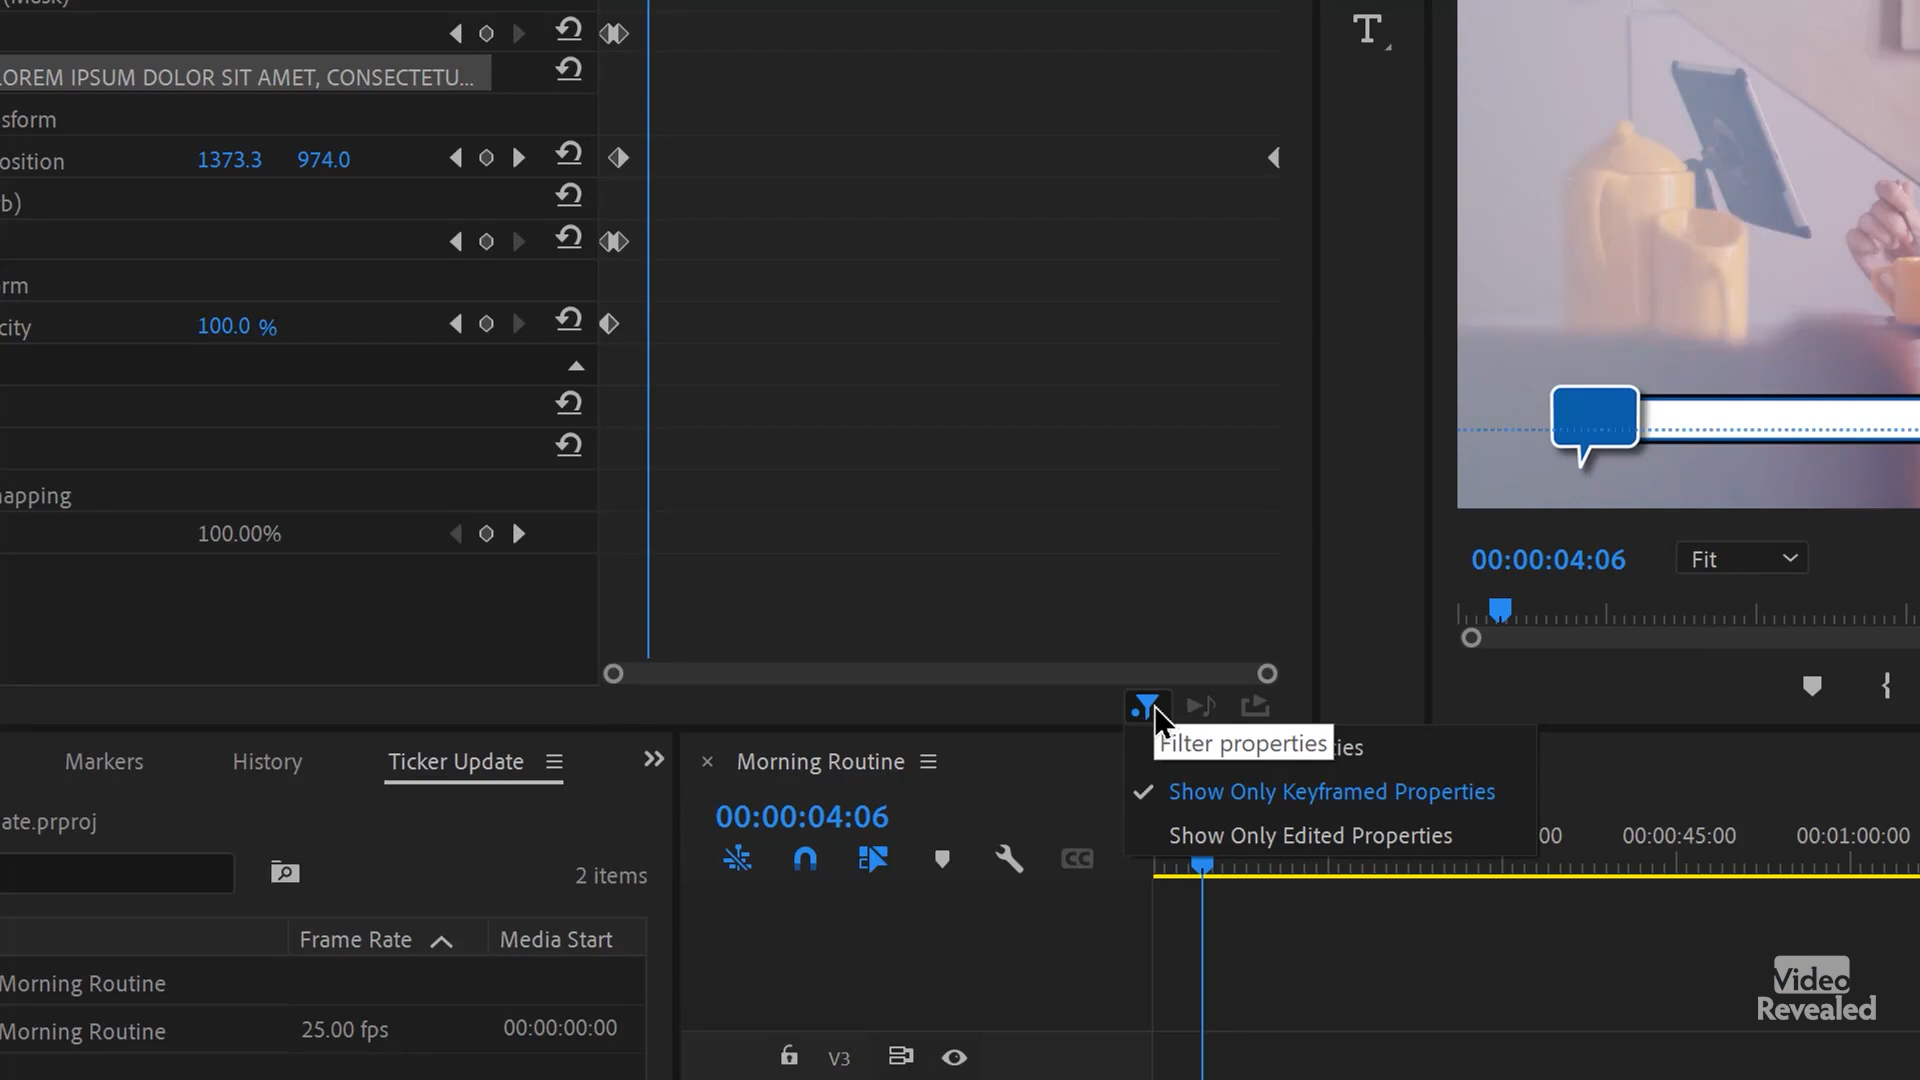 (Mask)
OREM IPSUM DOLOR SIT AMET, CONSECTETU...
sform
osition 1373.3 974.0
b)
rm
city 100.0 %
napping
100.00%
T
00:00:04:06 Fit
Filter properties
ies
Show Only Keyframed Properties
Show Only Edited Properties
Markers History Ticker Update
ate.prproj
2 items
Frame Rate Media Start
Morning Routine
Morning Routine 25.00 fps 00:00:00:00
Morning Routine
00:00:04:06
CC
00 00:00:45:00 00:01:00:00
V3
Video
Revealed